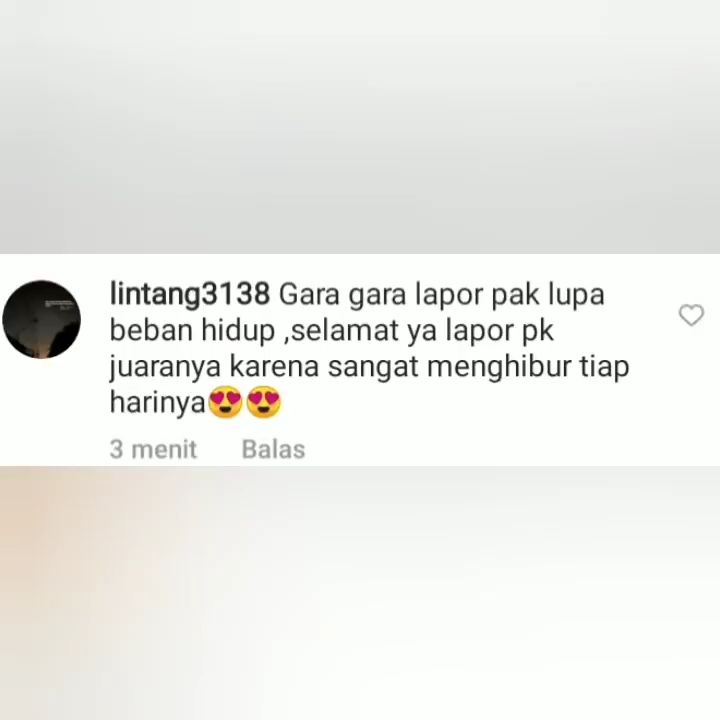 lintang3138 Gara gara lapor pak lupa
beban hidup ,selamat ya lapor pk
juaranya karena sangat menghibur tiap
harinya😍😍
3 menit Balas